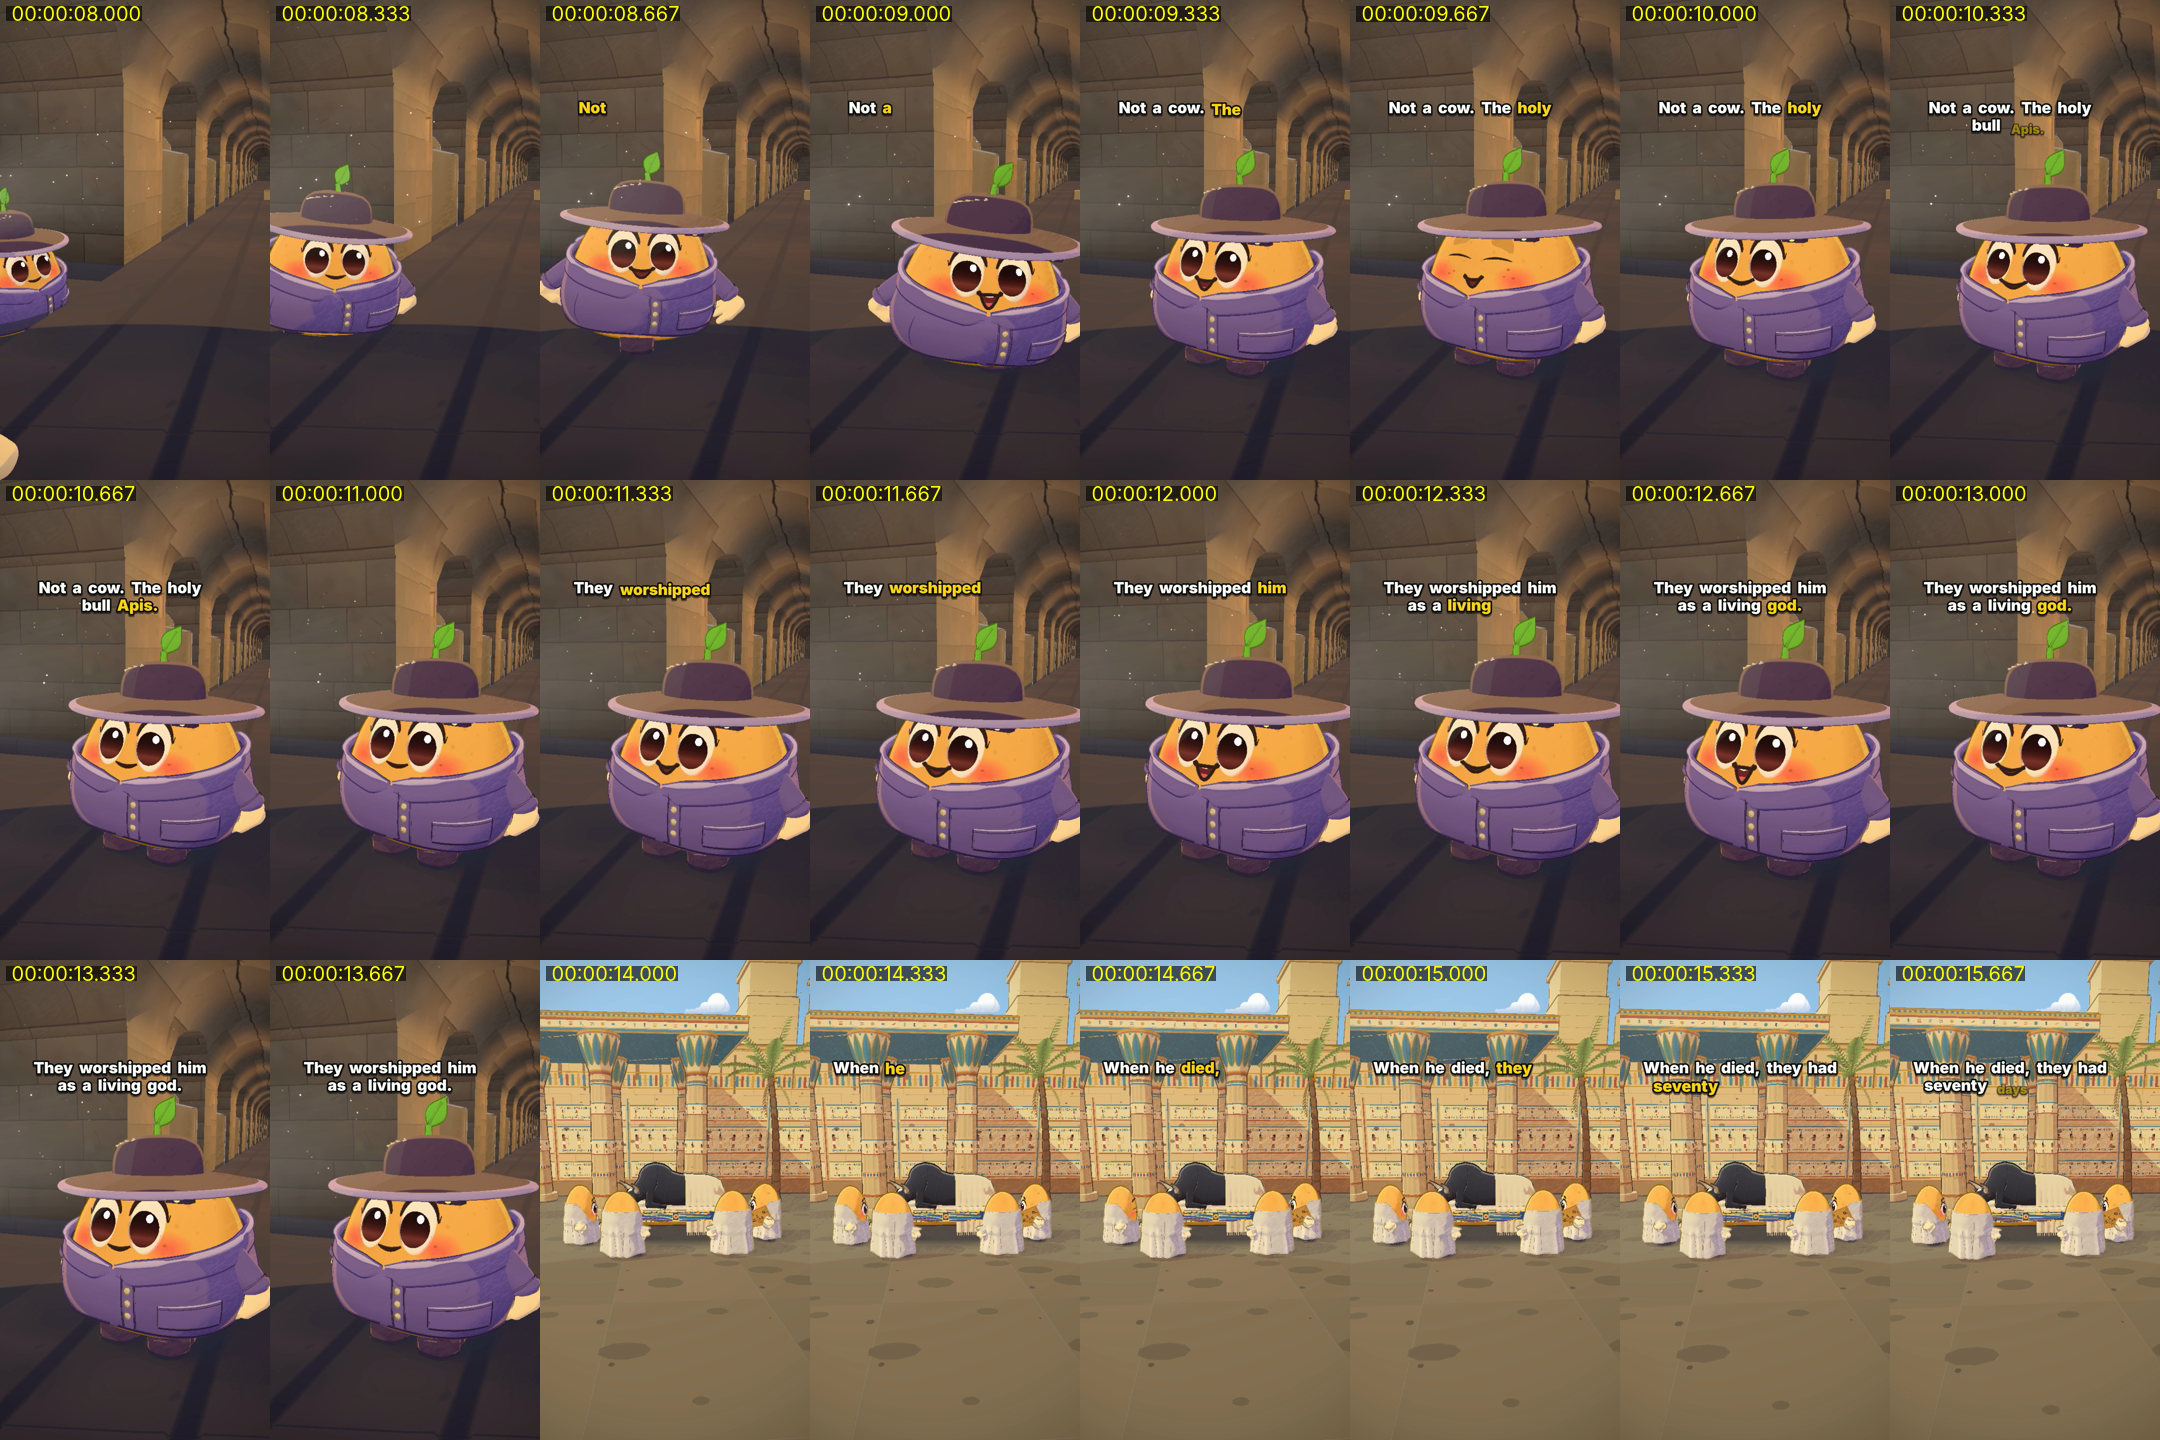 00:00:08.000
00:00:08.333
00:00:08.667
Not
00:00:09.000
Not a
00:00:09.333
Not a cow. The
00:00:09.667
Not a cow. The holy
00:00:10.000
Not a cow. The holy
00:00:10.333
Not a cow. The holy
bull Apis.
00:00:10.667
Not a cow. The holy
bull Apis.
00:00:11.000
00:00:11.333
They worshipped
00:00:11.667
They worshipped
00:00:12.000
They worshipped him
00:00:12.333
They worshipped him
as a living
00:00:12.667
They worshipped him
as a living god.
00:00:13.000
They worshipped him
as a living god.
00:00:13.333
They worshipped him
as a living god.
00:00:13.667
They worshipped him
as a living god.
00:00:14.000
00:00:14.333
When he
00:00:14.667
When he died,
00:00:15.000
When he died, they
00:00:15.333
When he died, they had
seventy
00:00:15.667
When he died, they had
seventy days